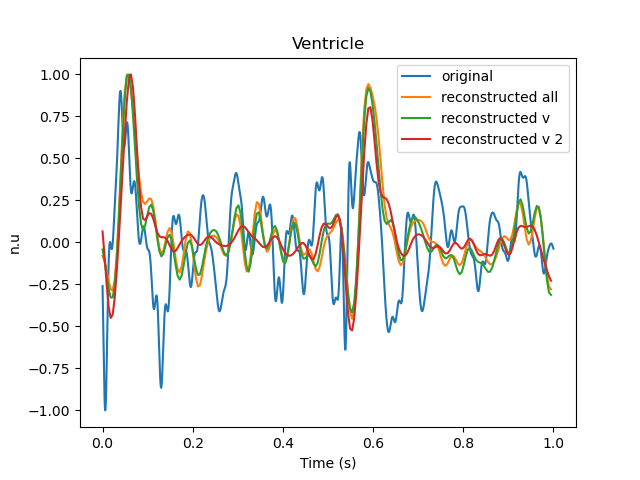 Ventricle
original
reconstructed all
reconstructed v
reconstructed v 2
n.u
1.00
0.75
0.50
0.25
0.00
−0.25
−0.50
−0.75
−1.00
0.0 0.2 0.4 0.6 0.8 1.0
Time (s)